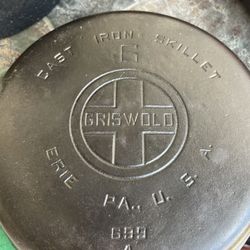 CAST IRON SKILLET
6
GRISWOLD
ERIE PA., U. S. A.
699
A